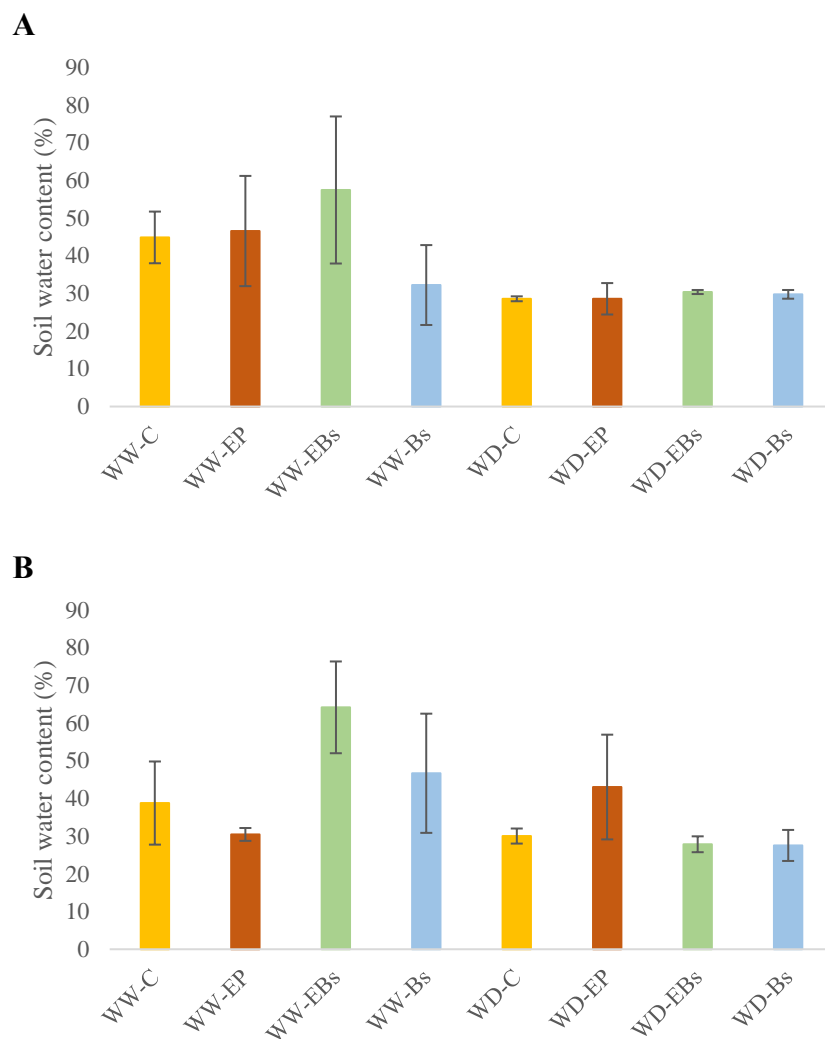 A
Soil water content (%)
90
80
70
60
50
40
30
20
10
0
WW-C
WW-EP
WW-EBs
WW-Bs
WD-C
WD-EP
WD-EBs
WD-Bs
B
Soil water content (%)
90
80
70
60
50
40
30
20
10
0
WW-C
WW-EP
WW-EBs
WW-Bs
WD-C
WD-EP
WD-EBs
WD-Bs